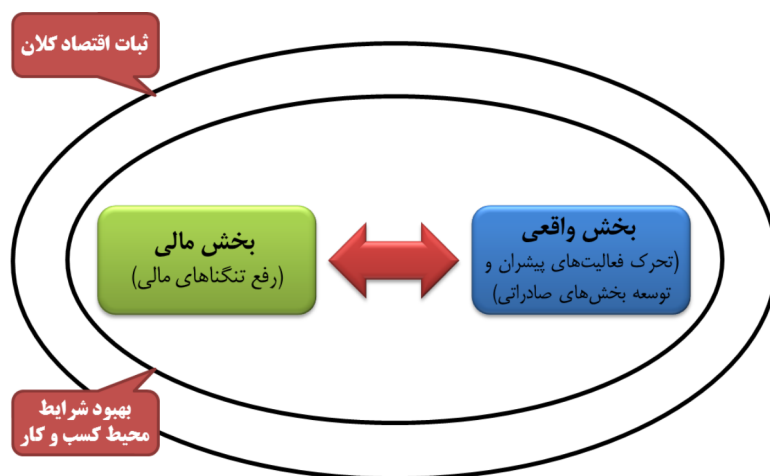 ثبات اقتصاد کلان
بخش واقعی
(تحرک فعالیت‌های پیشران و
توسعه بخش‌های صادراتی)
بخش مالی
(رفع تنگناهای مالی)
بهبود شرایط
محیط کسب و کار